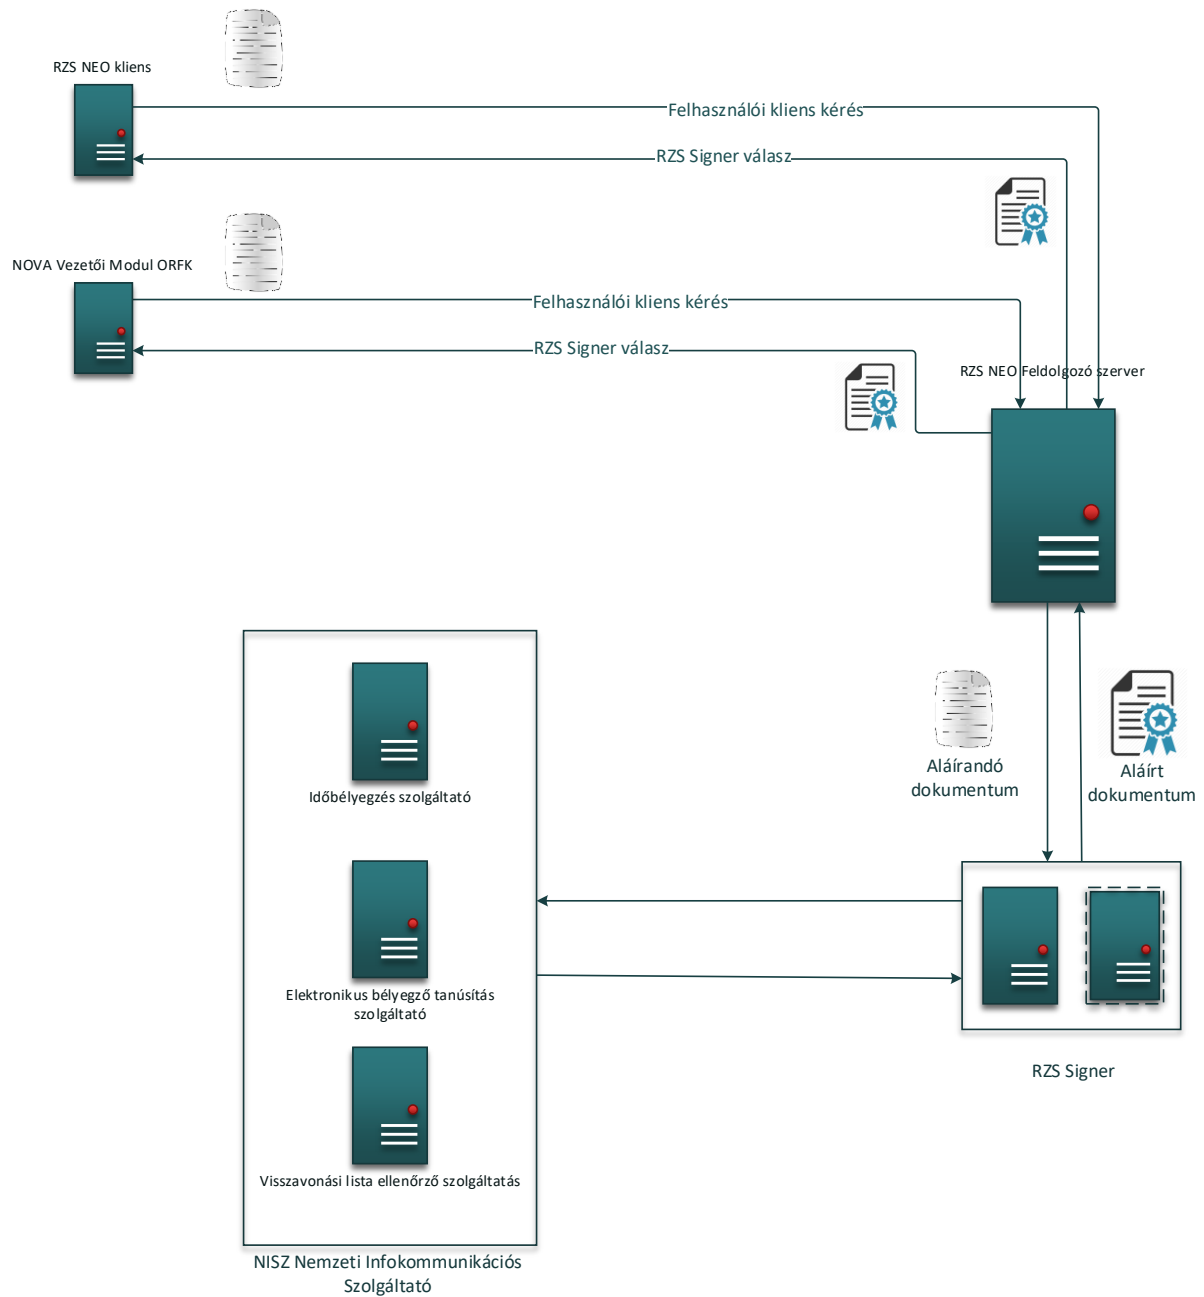 RZS NEO kliens
Felhasználói kliens kérés
RZS Signer válasz
NOVA Vezetői Modul ORFK
Felhasználói kliens kérés
RZS Signer válasz
RZS NEO Feldolgozó szerver
Aláírandó
dokumentum
Aláírt
dokumentum
Időbélyegzés szolgáltató
Elektronikus bélyegző tanúsítás
szolgáltató
Visszavonási lista ellenőrző szolgáltatás
RZS Signer
NISZ Nemzeti Infokommunikációs
Szolgáltató